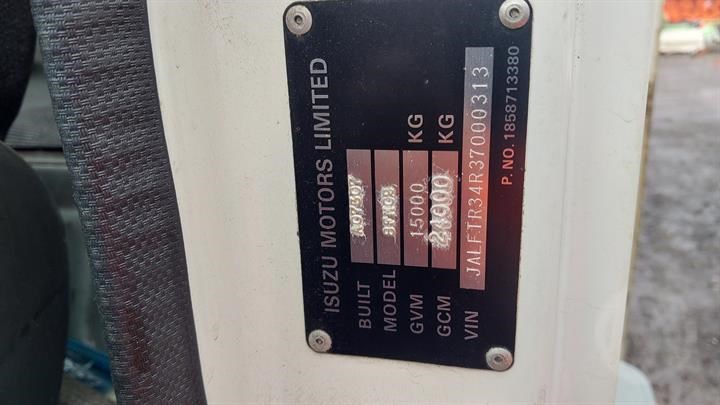 ISUZU MOTORS LIMITED
BUILT
MODEL
GVM 15000 KG
GCM KG
VIN JALFTR34R37000313
P. NO. 1858713380